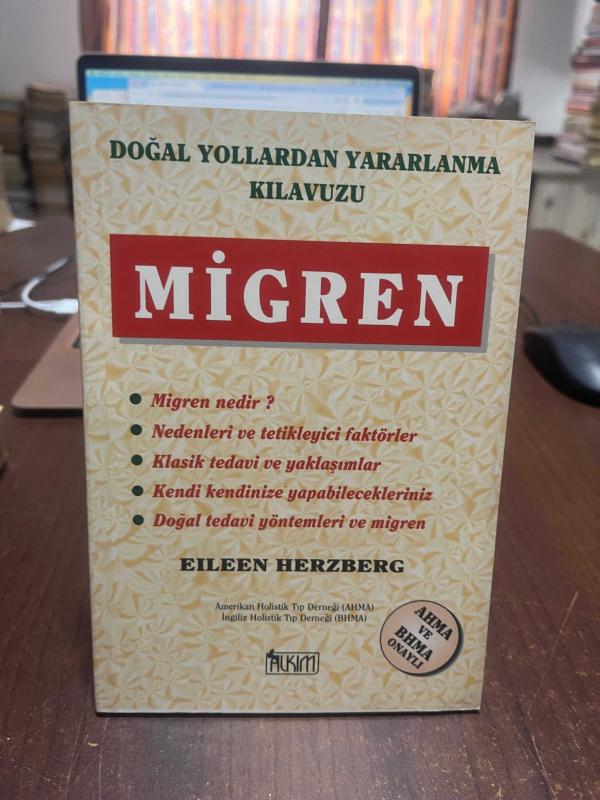 DOĞAL YOLLARDAN YARARLANMA
KILAVUZU
MİGREN
Migren nedir ?
Nedenleri ve tetikleyici faktörler
Klasik tedavi ve yaklaşımlar
Kendi kendinize yapabilecekleriniz
Doğal tedavi yöntemleri ve migren
EILEEN HERZBERG
Amerikan Holistik Tıp Derneği (AHMA)
İngiliz Holistik Tıp Derneği (BHMA)
AHMA
VE
BHMA
ONAYLI
ALKIM